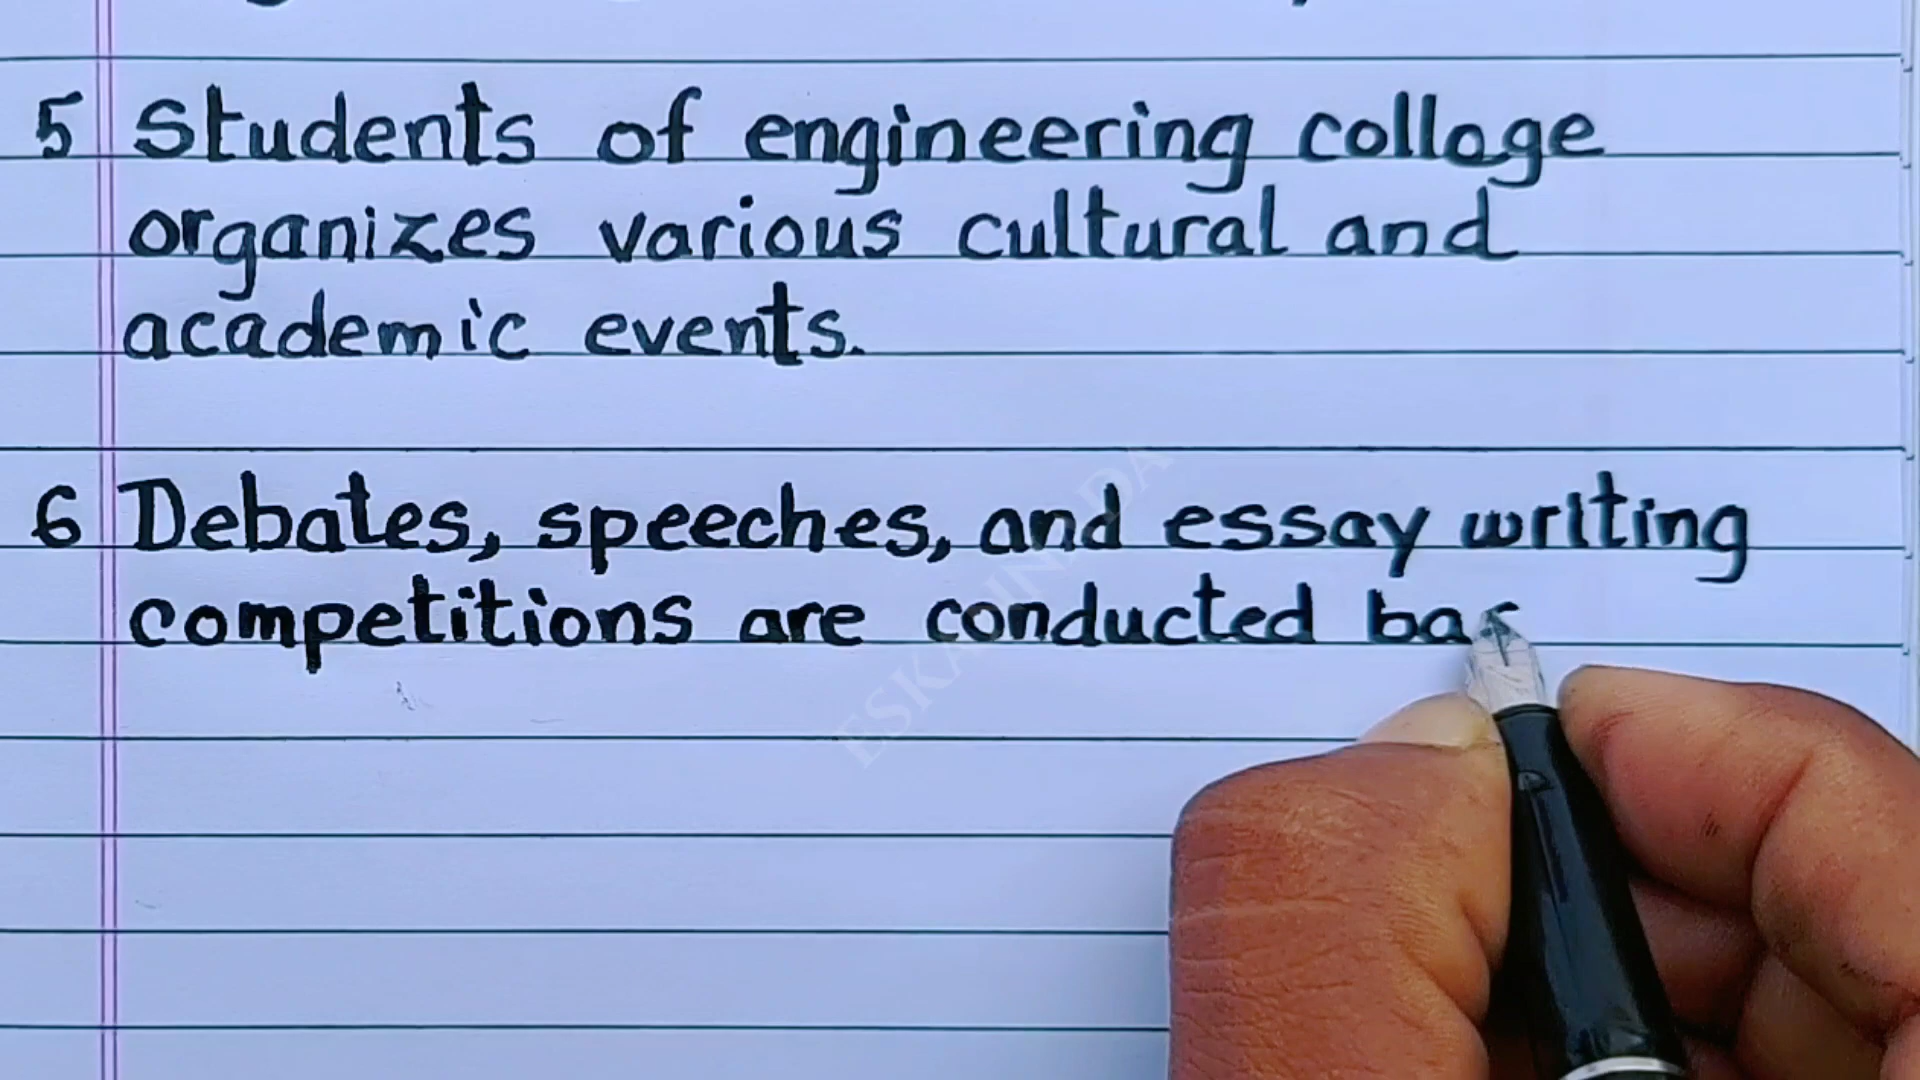 5 Students of engineering collage
organizes various cultural and
academic events.
6 Debates, speeches, and essay writing
competitions are conducted bas